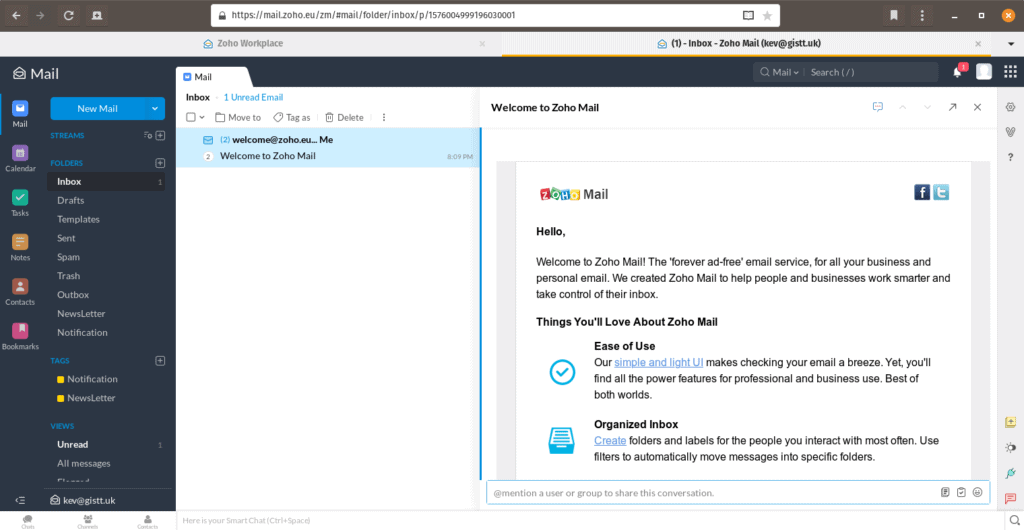 https://mail.zoho.eu/zm/#mail/folder/inbox/p/1576004999196030001
Zoho Workplace
(1) - Inbox - Zoho Mail (kev@gistt.uk)
Mail
Mail
Mail
Search ( / )
1
New Mail
STREAMS
FOLDERS
Inbox 1
Drafts
Templates
Sent
Spam
Trash
Outbox
NewsLetter
Notification
TAGS
Notification
NewsLetter
VIEWS
Unread 1
All messages
Flagged
kev@gistt.uk
Mail
Calendar
Tasks
Notes
Contacts
Bookmarks
Inbox · 1 Unread Email
Move to
Tag as
Delete
(2) welcome@zoho.eu... Me
2 Welcome to Zoho Mail 8:09 PM
Welcome to Zoho Mail
ZOHO Mail
Hello,
Welcome to Zoho Mail! The 'forever ad-free' email service, for all your business and
personal email. We created Zoho Mail to help people and businesses work smarter and
take control of their inbox.
Things You'll Love About Zoho Mail
Ease of Use
Our simple and light UI makes checking your email a breeze. Yet, you'll
find all the power features for professional and business use. Best of
both worlds.
Organized Inbox
Create folders and labels for the people you interact with most often. Use
filters to automatically move messages into specific folders.
@mention a user or group to share this conversation.
Chats
Channels
Contacts
Here is your Smart Chat (Ctrl+Space)